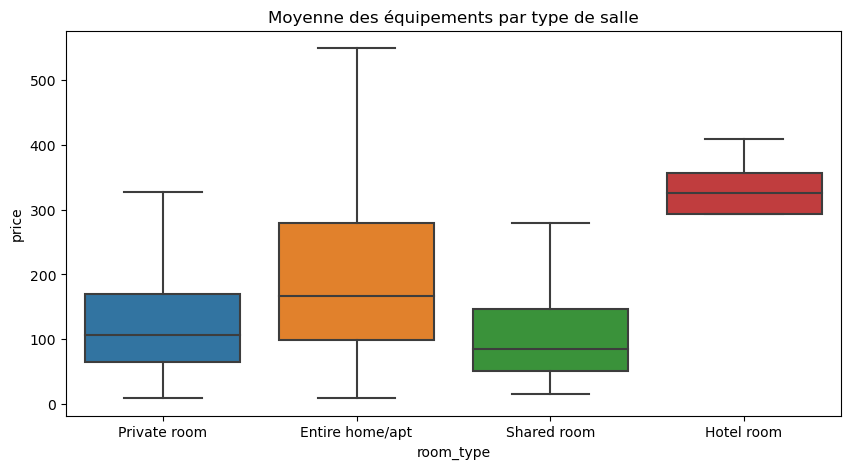 Moyenne des équipements par type de salle
price
500
400
300
200
100
0
Private room
Entire home/apt
Shared room
Hotel room
room_type